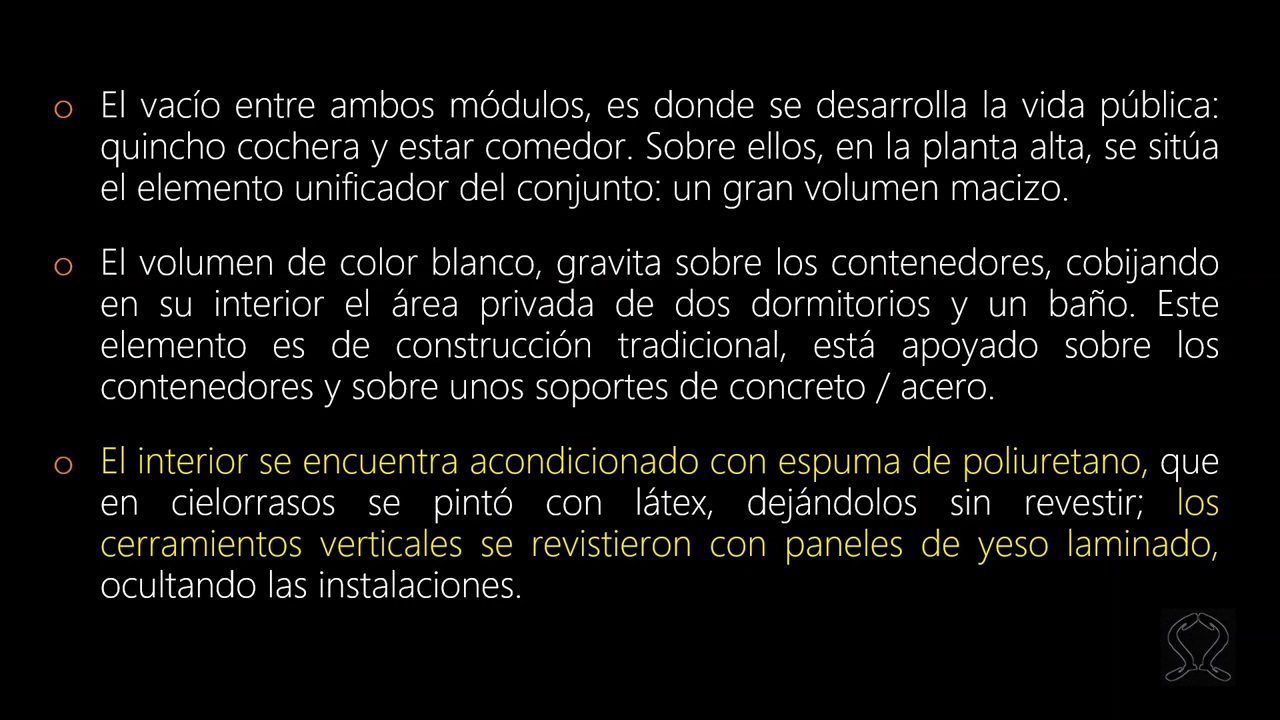 o El vacío entre ambos módulos, es donde se desarrolla la vida pública:
quincho cochera y estar comedor. Sobre ellos, en la planta alta, se sitúa
el elemento unificador del conjunto: un gran volumen macizo.
o El volumen de color blanco, gravita sobre los contenedores, cobijando
en su interior el área privada de dos dormitorios y un baño. Este
elemento es de construcción tradicional, está apoyado sobre los
contenedores y sobre unos soportes de concreto / acero.
o El interior se encuentra acondicionado con espuma de poliuretano, que
en cielorrasos se pintó con látex, dejándolos sin revestir; los
cerramientos verticales se revistieron con paneles de yeso laminado,
ocultando las instalaciones.